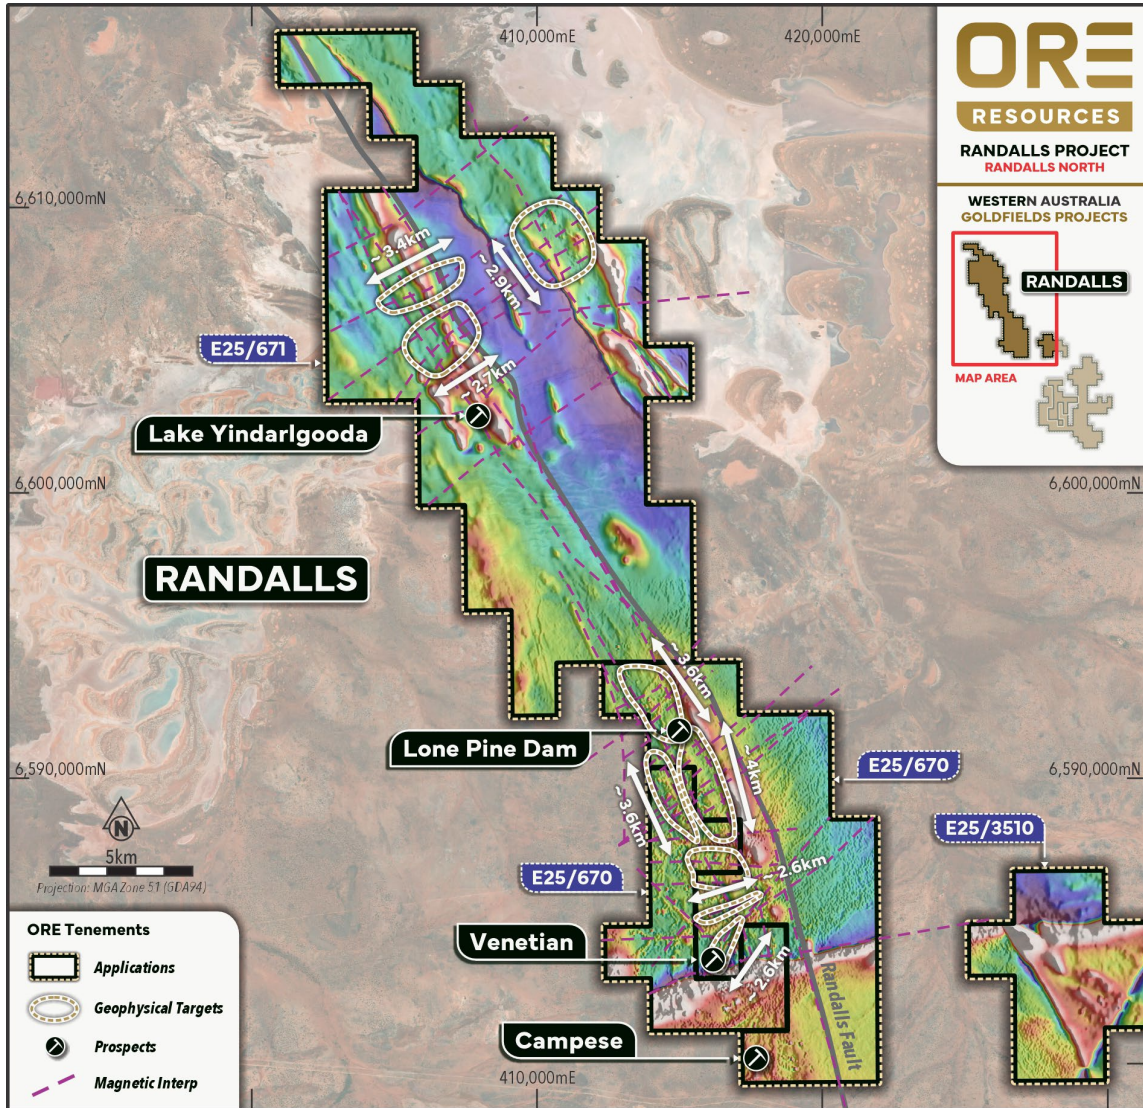 410,000mE
420,000mE
ORE
RESOURCES
RANDALLS PROJECT
RANDALLS NORTH
WESTERN AUSTRALIA
GOLDFIELDS PROJECTS
RANDALLS
MAP AREA
6,610,000mN
~ 3.4km
~ 2.9km
E25/671
~ 2.7km
Lake Yindarlgooda
6,600,000mN
6,600,000mN
RANDALLS
~ 3.6km
Lone Pine Dam
~4km
E25/670
6,590,000mN
6,590,000mN
~ 3.6km
N
5km
Projection: MGA Zone 51 (GDA94)
E25/3510
~ 2.6km
E25/670
Venetian
~ 2.6km
Randalls Fault
Campese
410,000mE
ORE Tenements
Applications
Geophysical Targets
Prospects
Magnetic Interp